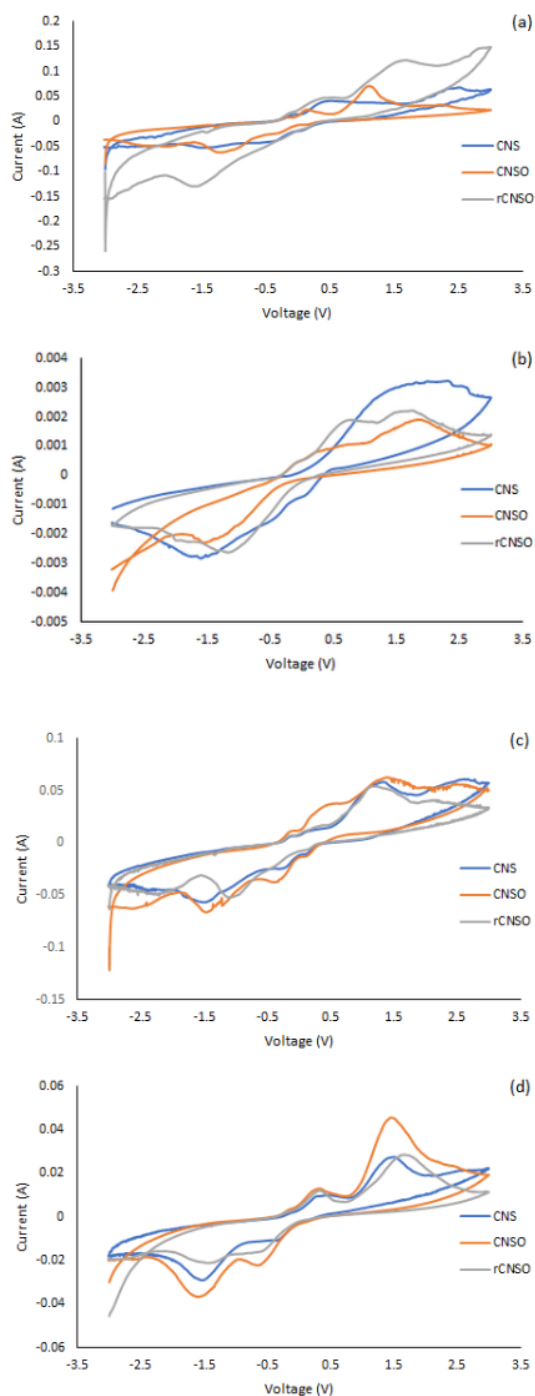 (a)
0.2
0.15
0.1
0.05
0
-0.05
-0.1
-0.15
-0.2
-0.25
-0.3
Current (A)
CNS
CNSO
rCNSO
-3.5 -2.5 -1.5 -0.5 0.5 1.5 2.5 3.5
Voltage (V)
(b)
0.004
0.003
0.002
0.001
0
-0.001
-0.002
-0.003
-0.004
-0.005
Current (A)
CNS
CNSO
rCNSO
-3.5 -2.5 -1.5 -0.5 0.5 1.5 2.5 3.5
Voltage (V)
(c)
0.1
0.05
0
-0.05
-0.1
-0.15
Current (A)
CNS
CNSO
rCNSO
-3.5 -2.5 -1.5 -0.5 0.5 1.5 2.5 3.5
Voltage (V)
(d)
0.06
0.04
0.02
0
-0.02
-0.04
-0.06
Current (A)
CNS
CNSO
rCNSO
-3.5 -2.5 -1.5 -0.5 0.5 1.5 2.5 3.5
Voltage (V)